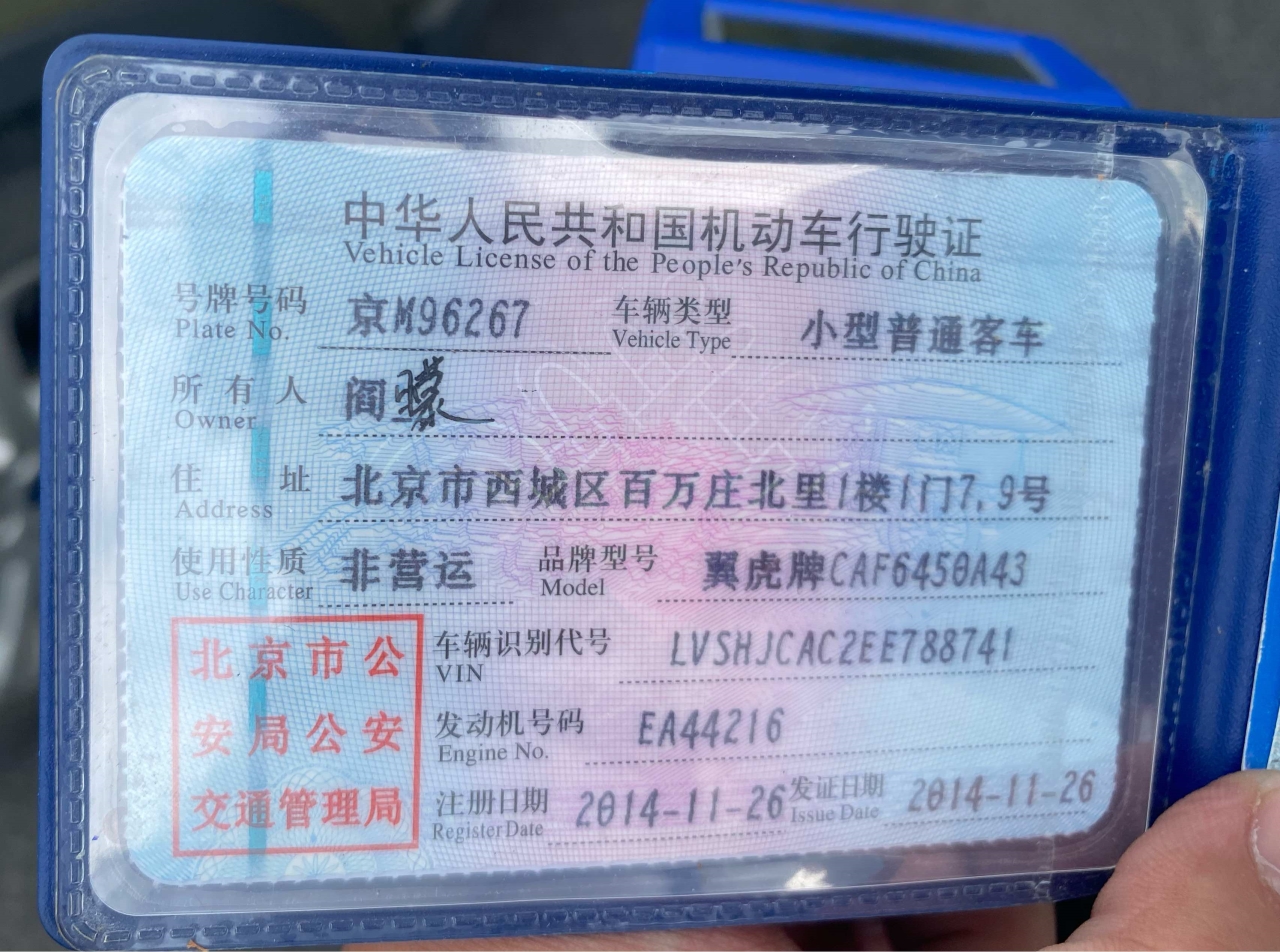 中华人民共和国机动车行驶证
Vehicle License of the People's Republic of China
号牌号码 京M96267 车辆类型 小型普通客车
Plate No. Vehicle Type
所有人 阎曚
Owner
住址 北京市西城区百万庄北里1楼1门7,9号
Address
使用性质 非营运 品牌型号 翼虎牌CAF6450A43
Use Character Model
北京市公
安局公安
交通管理局
车辆识别代号 LVSHJCAC2EE788741
VIN
发动机号码 EA44216
Engine No.
注册日期 2014-11-26 发证日期 2014-11-26
Register Date Issue Date